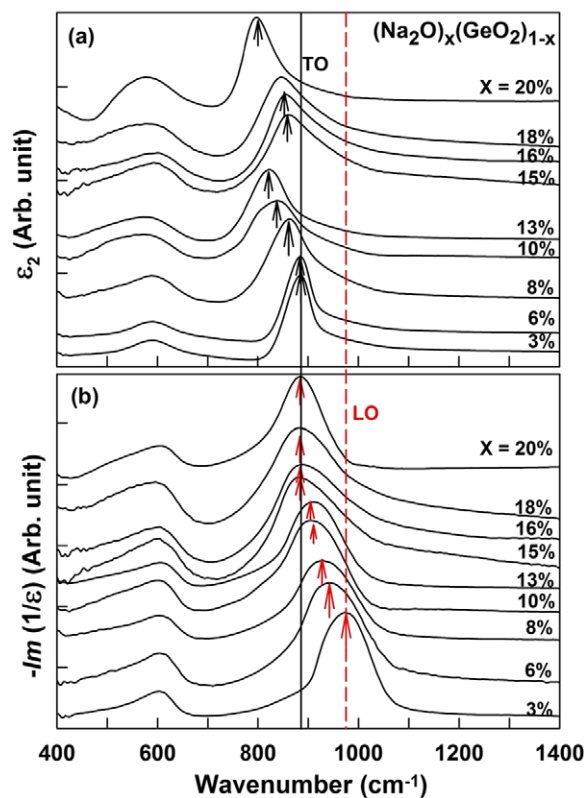 (a)
(Na₂O)ₓ(GeO₂)₁₋ₓ
TO
X = 20%
18%
16%
15%
13%
10%
8%
6%
3%
ε₂ (Arb. unit)
(b)
LO
X = 20%
18%
16%
15%
13%
10%
8%
6%
3%
-Im (1/ε) (Arb. unit)
400 600 800 1000 1200 1400
Wavenumber (cm⁻¹)